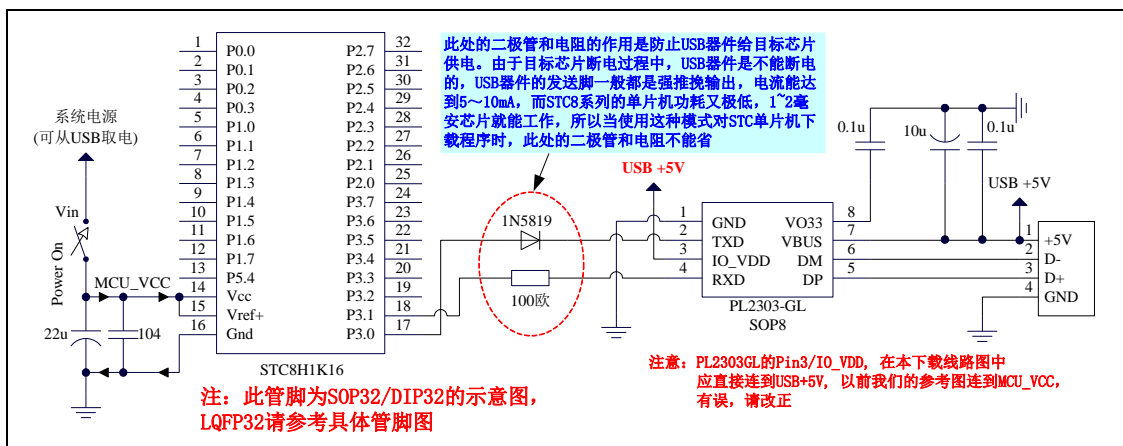 1
2
3
4
5
6
7
8
9
10
11
12
13
14
15
16
P0.0
P0.1
P0.2
P0.3
P1.0
P1.1
P1.2
P1.3
P1.4
P1.5
P1.6
P1.7
P5.4
Vcc
Vref+
Gnd
P2.7
P2.6
P2.5
P2.4
P2.3
P2.2
P2.1
P2.0
P3.7
P3.6
P3.5
P3.4
P3.3
P3.2
P3.1
P3.0
32
31
30
29
28
27
26
25
24
23
22
21
20
19
18
17
STC8H1K16
系统电源
(可从USB取电)
Vin
Power On
MCU_VCC
22u
104
此处的二极管和电阻的作用是防止USB器件给目标芯片
供电。由于目标芯片断电过程中，USB器件是不能断电
的，USB器件的发送脚一般都是强推挽输出，电流能达
到5～10mA，而STC8系列的单片机功耗又极低，1~2毫
安芯片就能工作，所以当使用这种模式对STC单片机下
载程序时，此处的二极管和电阻不能省
USB +5V
1N5819
100欧
1
2
3
4
GND
TXD
IO_VDD
RXD
VO33
VBUS
DM
DP
8
7
6
5
PL2303-GL
SOP8
0.1u
10u
0.1u
USB +5V
1
2
3
4
+5V
D-
D+
GND
注：此管脚为SOP32/DIP32的示意图，
LQFP32请参考具体管脚图
注意：PL2303GL的Pin3/IO_VDD, 在本下载线路图中
应直接连到USB+5V, 以前我们的参考图连到MCU_VCC,
有误，请改正